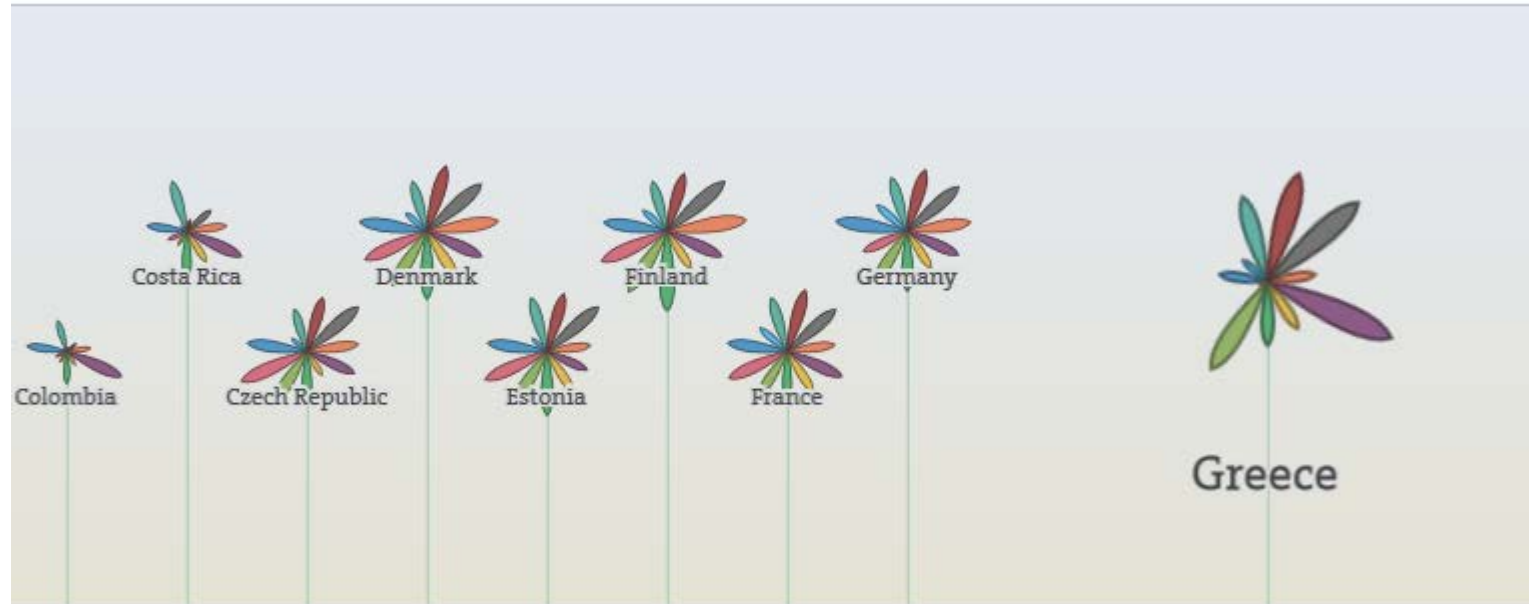 Costa Rica
Denmark
Finland
Germany
Colombia
Czech Republic
Estonia
France
Greece